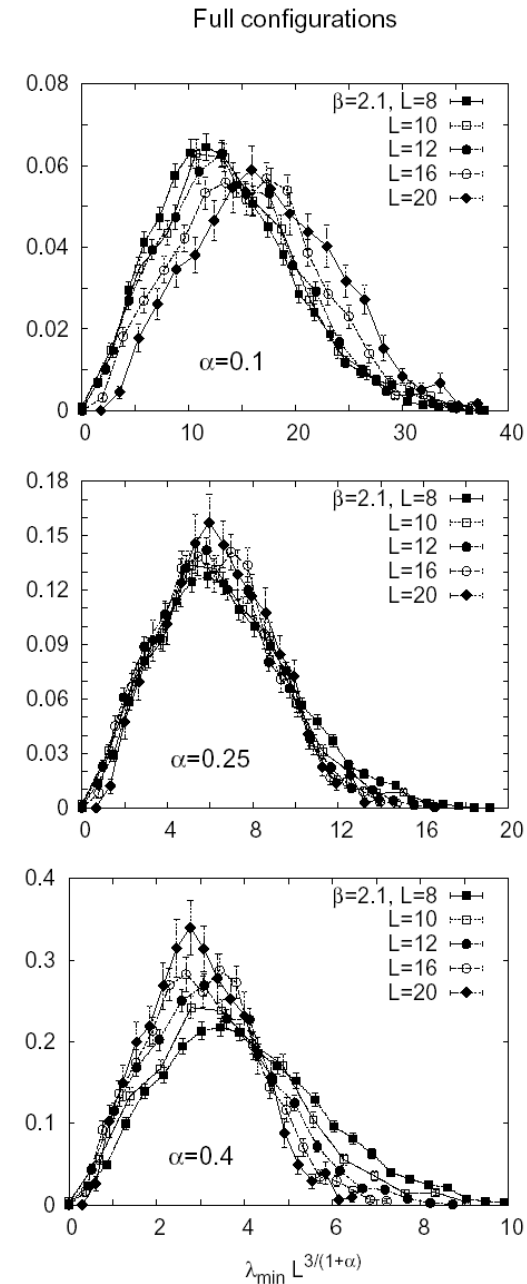 Full configurations
0.08
0.06
0.04
0.02
0
β=2.1, L=8
L=10
L=12
L=16
L=20
α=0.1
0 10 20 30 40
0.18
0.15
0.12
0.09
0.06
0.03
0
β=2.1, L=8
L=10
L=12
L=16
L=20
α=0.25
0 4 8 12 16 20
0.4
0.3
0.2
0.1
0
β=2.1, L=8
L=10
L=12
L=16
L=20
α=0.4
0 2 4 6 8 10
λmin L3/(1+α)